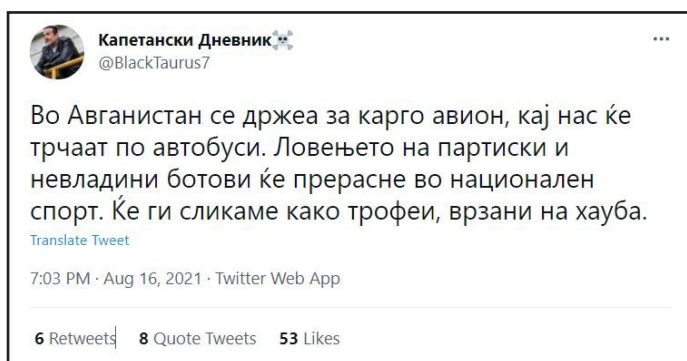 Капетански Дневник☠️
@BlackTaurus7
Во Авганистан се држеа за карго авион, кај нас ќе
трчаат по автобуси. Ловењето на партиски и
невладини ботови ќе прерасне во национален
спорт. Ќе ги сликаме како трофеи, врзани на хауба.
Translate Tweet
7:03 PM · Aug 16, 2021 · Twitter Web App
6 Retweets 8 Quote Tweets 53 Likes